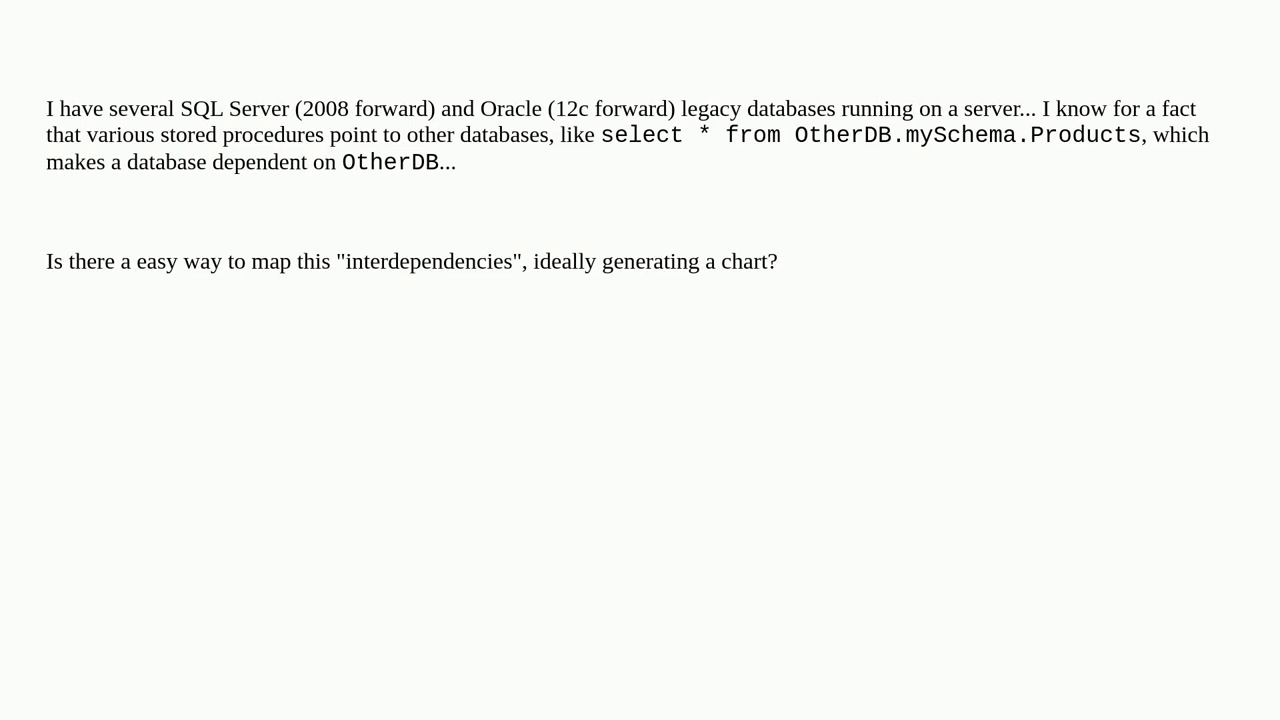 I have several SQL Server (2008 forward) and Oracle (12c forward) legacy databases running on a server... I know for a fact
that various stored procedures point to other databases, like select * from OtherDB.mySchema.Products, which
makes a database dependent on OtherDB...
Is there a easy way to map this "interdependencies", ideally generating a chart?